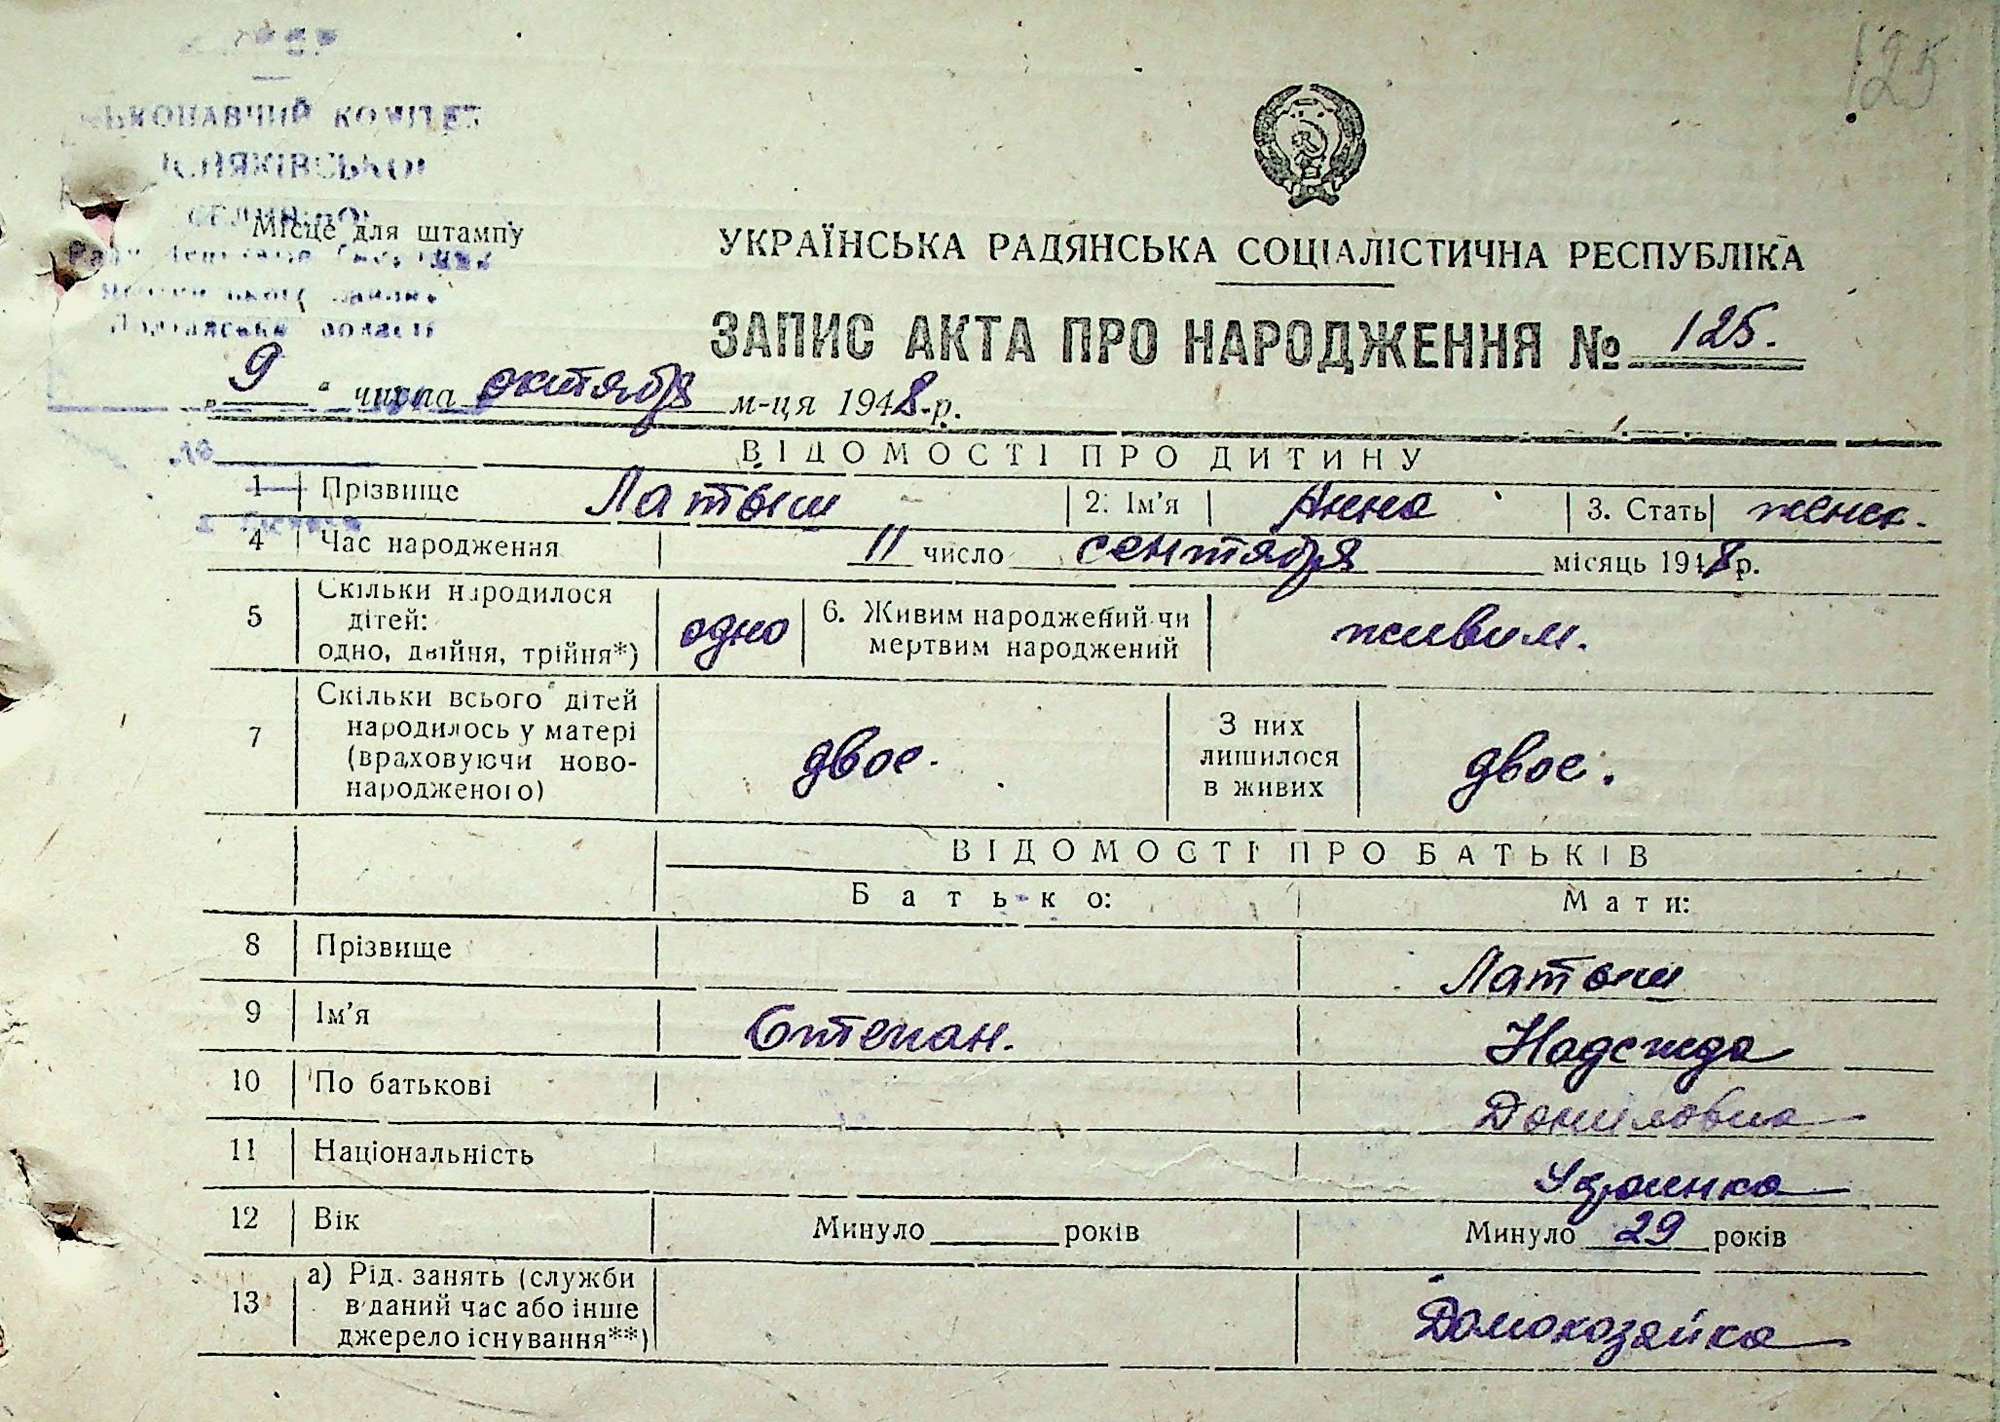 125
КОМІТЕТ
Місце для штампу
УКРАЇНСЬКА РАДЯНСЬКА СОЦІАЛІСТИЧНА РЕСПУБЛІКА
ЗАПИС АКТА ПРО НАРОДЖЕННЯ № 125.
„ 9 " числа октября м-ця 1948-р.
ВІДОМОСТІ ПРО ДИТИНУ
1 Прізвище Латыш 2. Ім'я Анна 3. Стать женск.
4 Час народження 11 число сентября місяць 1948 р.
5 Скільки народилося дітей: одно, двійня, трійня*) одно 6. Живим народжений чи мертвим народжений живим.
7 Скільки всього дітей народилось у матері (враховуючи ново-народженого) двое. З них лишилося в живих двое.
ВІДОМОСТІ ПРО БАТЬКІВ
Батько: Мати:
8 Прізвище Латыш
9 Ім'я Степан. Надежда
10 По батькові Даниловна
11 Національність Украинка
12 Вік Минуло років Минуло 29 років
13 а) Рід занять (служби в даний час або інше джерело існування**) Домохозяйка